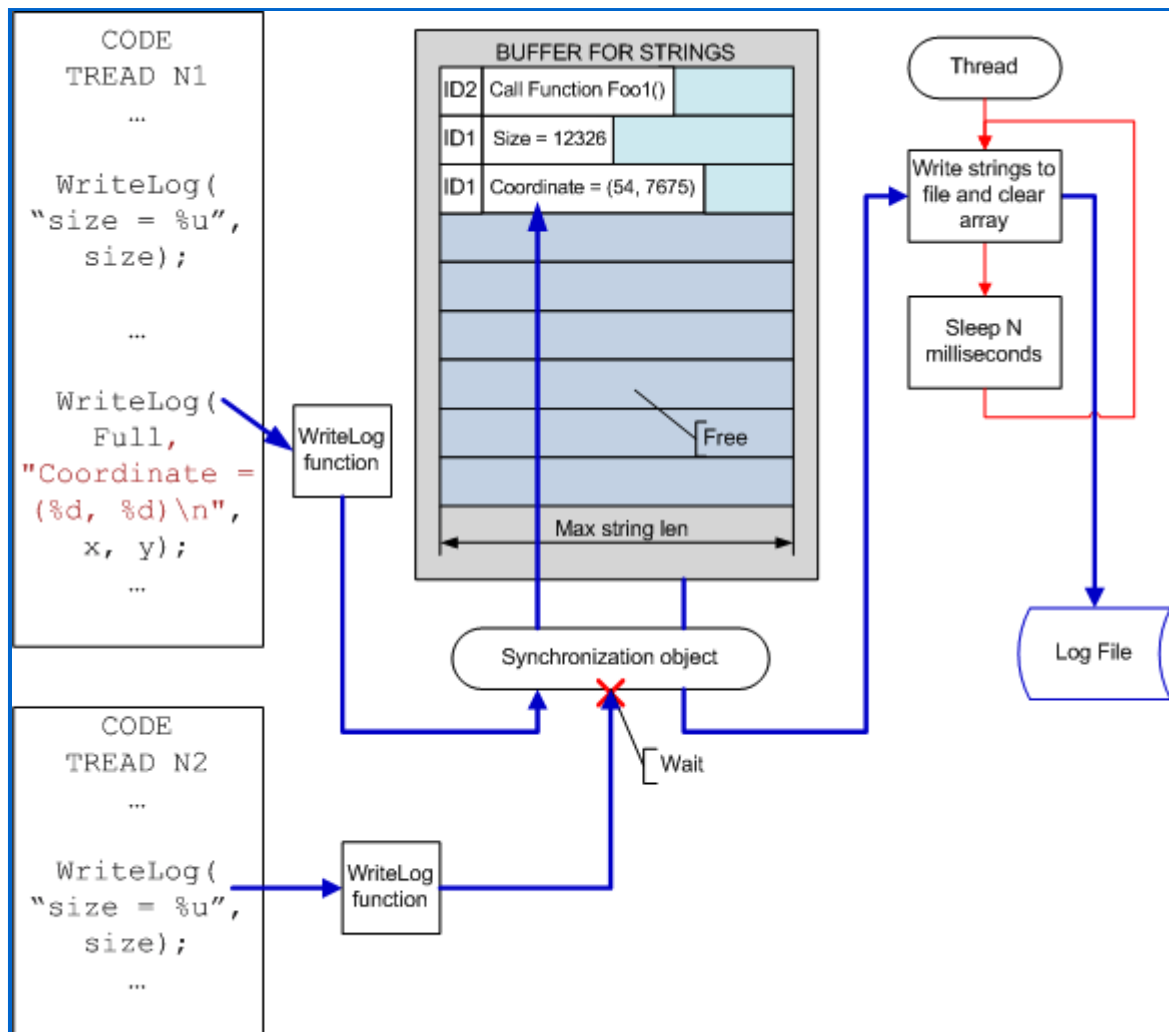 CODE
TREAD N1
…
WriteLog(
“size = %u”,
size);
…
WriteLog(
Full,
"Coordinate =
(%d, %d)\n",
x, y);
…
WriteLog
function
BUFFER FOR STRINGS
ID2 Call Function Foo1()
ID1 Size = 12326
ID1 Coordinate = (54, 7675)
Free
Max string len
Synchronization object
Wait
Thread
Write strings to
file and clear
array
Sleep N
milliseconds
Log File
CODE
TREAD N2
…
WriteLog(
“size = %u”,
size);
…
WriteLog
function